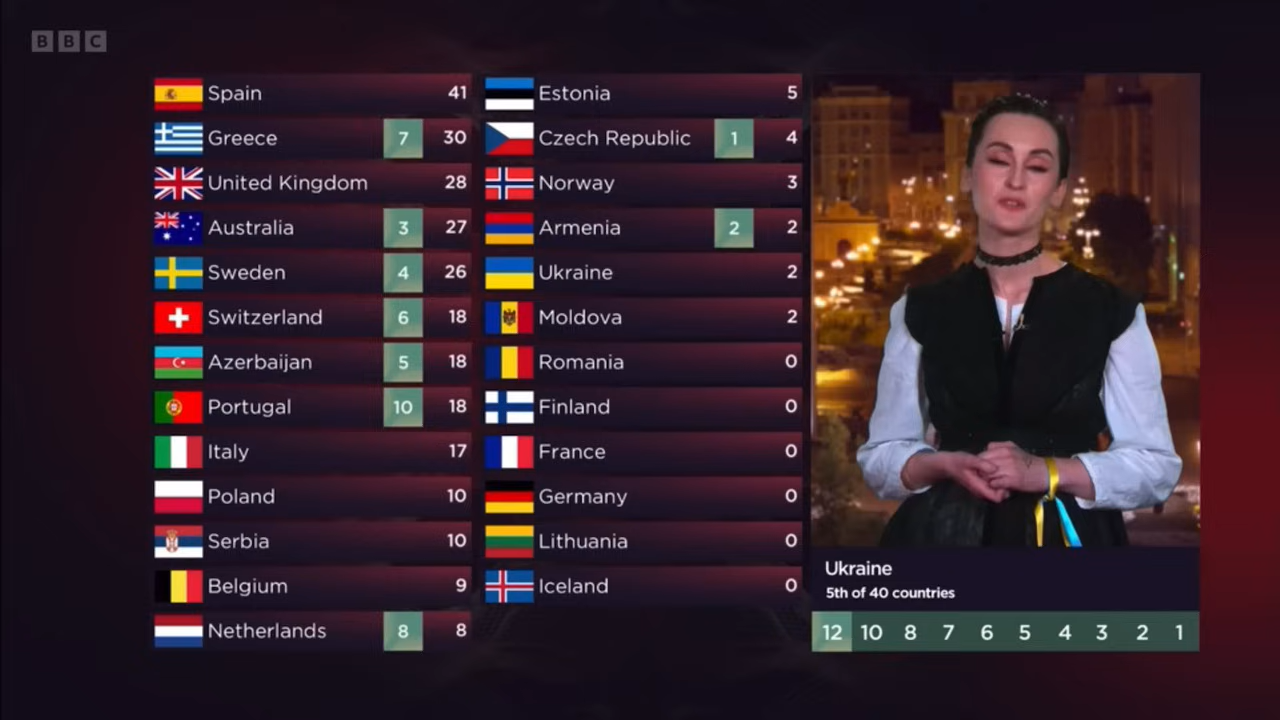 BBC
Spain 41
Greece 7 30
United Kingdom 28
Australia 3 27
Sweden 4 26
Switzerland 6 18
Azerbaijan 5 18
Portugal 10 18
Italy 17
Poland 10
Serbia 10
Belgium 9
Netherlands 8 8
Estonia 5
Czech Republic 1 4
Norway 3
Armenia 2 2
Ukraine 2
Moldova 2
Romania 0
Finland 0
France 0
Germany 0
Lithuania 0
Iceland 0
Ukraine
5th of 40 countries
12 10 8 7 6 5 4 3 2 1